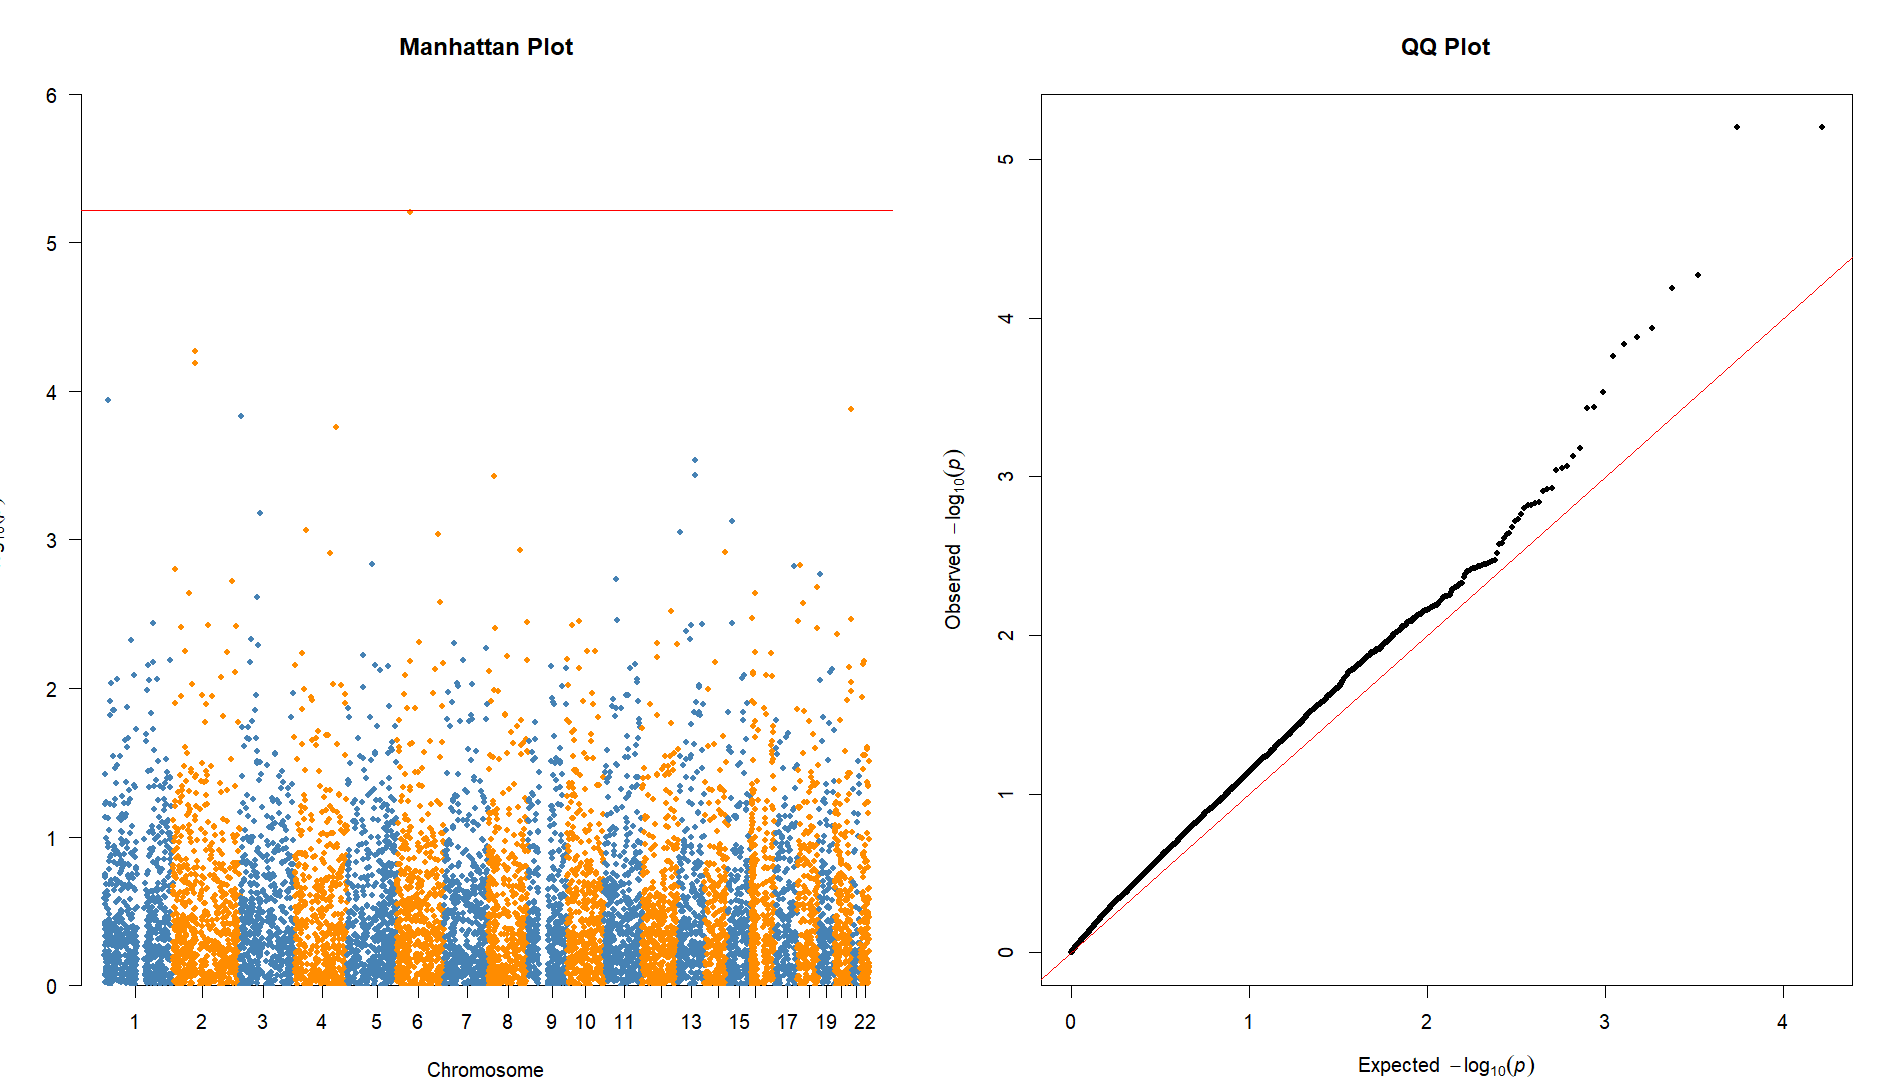 Manhattan Plot
6
5
4
3
2
1
0
1 2 3 4 5 6 7 8 9 10 11 13 15 17 19 22
Chromosome
QQ Plot
5
4
3
2
1
0
Observed −log10(p)
0 1 2 3 4
Expected −log10(p)